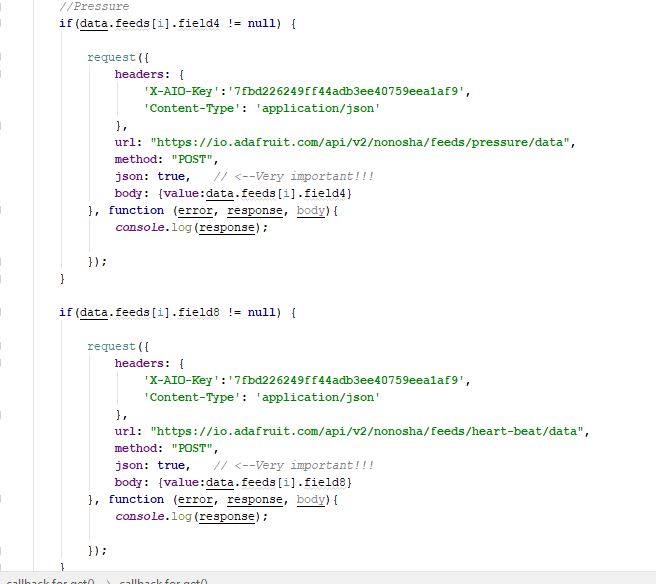 //Pressure
if(data.feeds[i].field4 != null) {
request({
headers: {
'X-AIO-Key':'7fbd226249ff44adb3ee40759eea1af9',
'Content-Type': 'application/json'
},
url: "https://io.adafruit.com/api/v2/nonosha/feeds/pressure/data",
method: "POST",
json: true,   // <--Very important!!!
body: {value:data.feeds[i].field4}
}, function (error, response, body){
console.log(response);
});
}
if(data.feeds[i].field8 != null) {
request({
headers: {
'X-AIO-Key':'7fbd226249ff44adb3ee40759eea1af9',
'Content-Type': 'application/json'
},
url: "https://io.adafruit.com/api/v2/nonosha/feeds/heart-beat/data",
method: "POST",
json: true,   // <--Very important!!!
body: {value:data.feeds[i].field8}
}, function (error, response, body){
console.log(response);
});
}
callback for get() › callback for get()